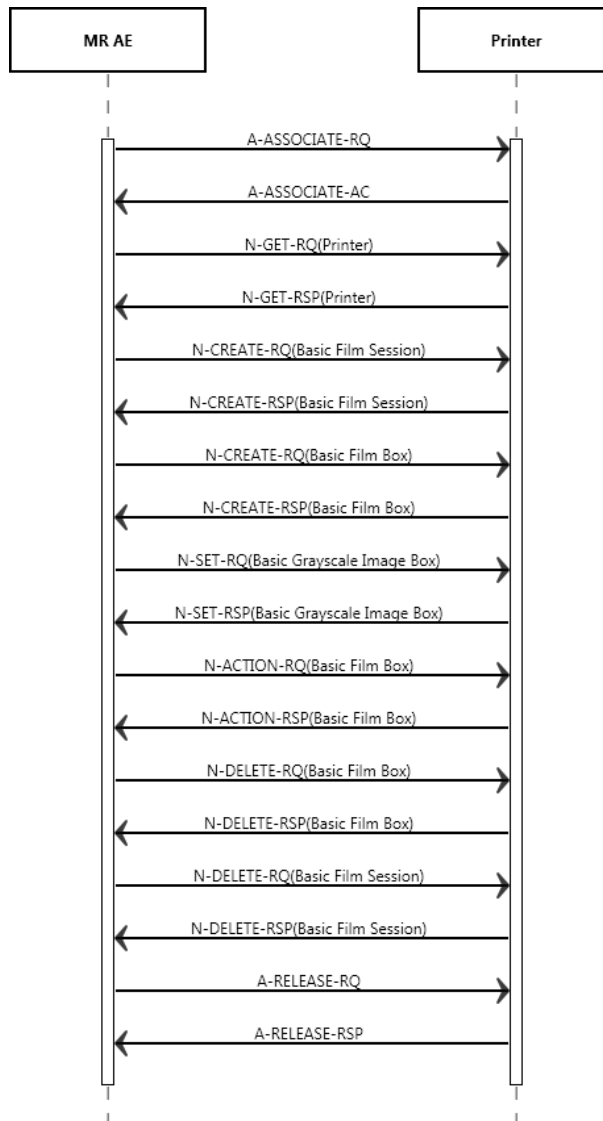 MR AE
Printer
A-ASSOCIATE-RQ
A-ASSOCIATE-AC
N-GET-RQ(Printer)
N-GET-RSP(Printer)
N-CREATE-RQ(Basic Film Session)
N-CREATE-RSP(Basic Film Session)
N-CREATE-RQ(Basic Film Box)
N-CREATE-RSP(Basic Film Box)
N-SET-RQ(Basic Grayscale Image Box)
N-SET-RSP(Basic Grayscale Image Box)
N-ACTION-RQ(Basic Film Box)
N-ACTION-RSP(Basic Film Box)
N-DELETE-RQ(Basic Film Box)
N-DELETE-RSP(Basic Film Box)
N-DELETE-RQ(Basic Film Session)
N-DELETE-RSP(Basic Film Session)
A-RELEASE-RQ
A-RELEASE-RSP